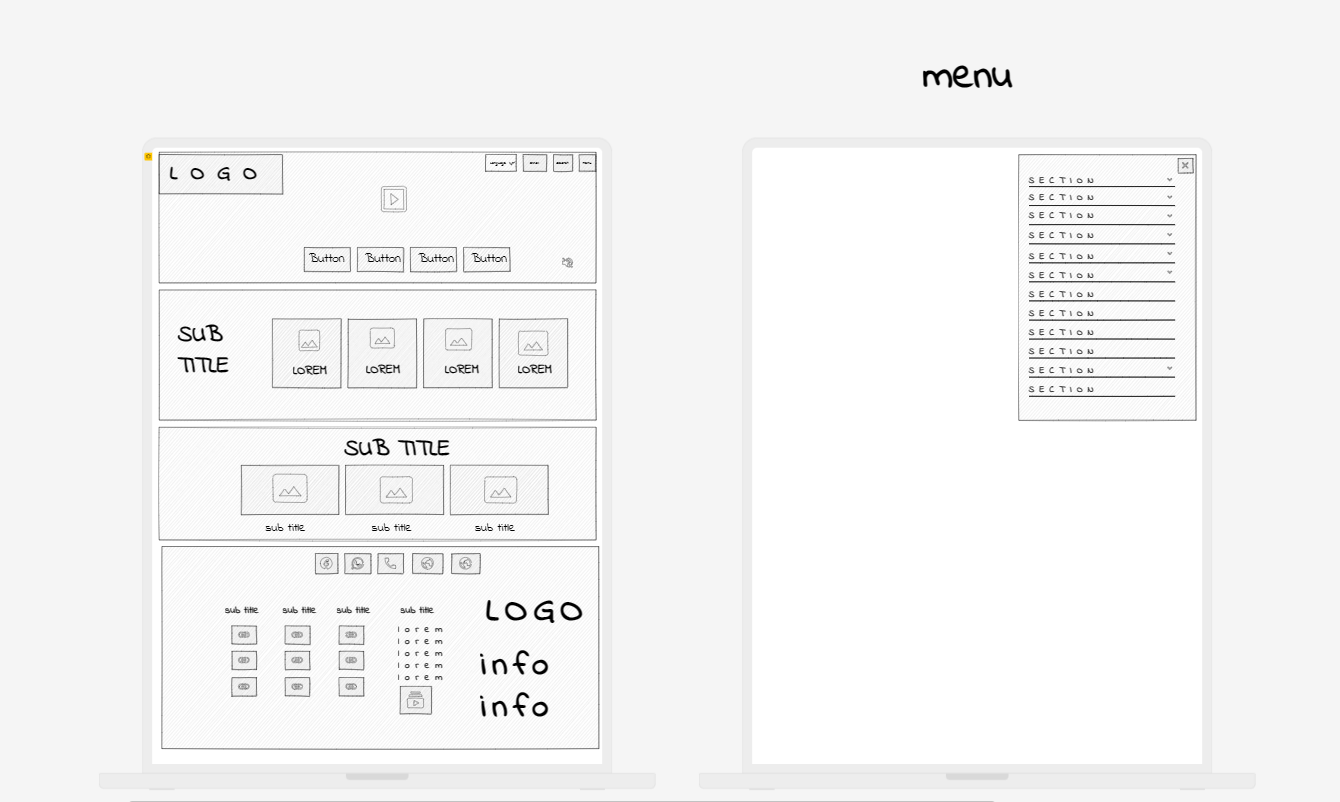 menu
LOGO
Button Button Button Button
SUB
TITLE
LOREM LOREM LOREM LOREM
SUB TITLE
sub title sub title sub title
sub title sub title sub title sub title
LOGO
lorem
lorem
lorem
lorem
lorem
info
info
SECTION
SECTION
SECTION
SECTION
SECTION
SECTION
SECTION
SECTION
SECTION
SECTION
SECTION
SECTION